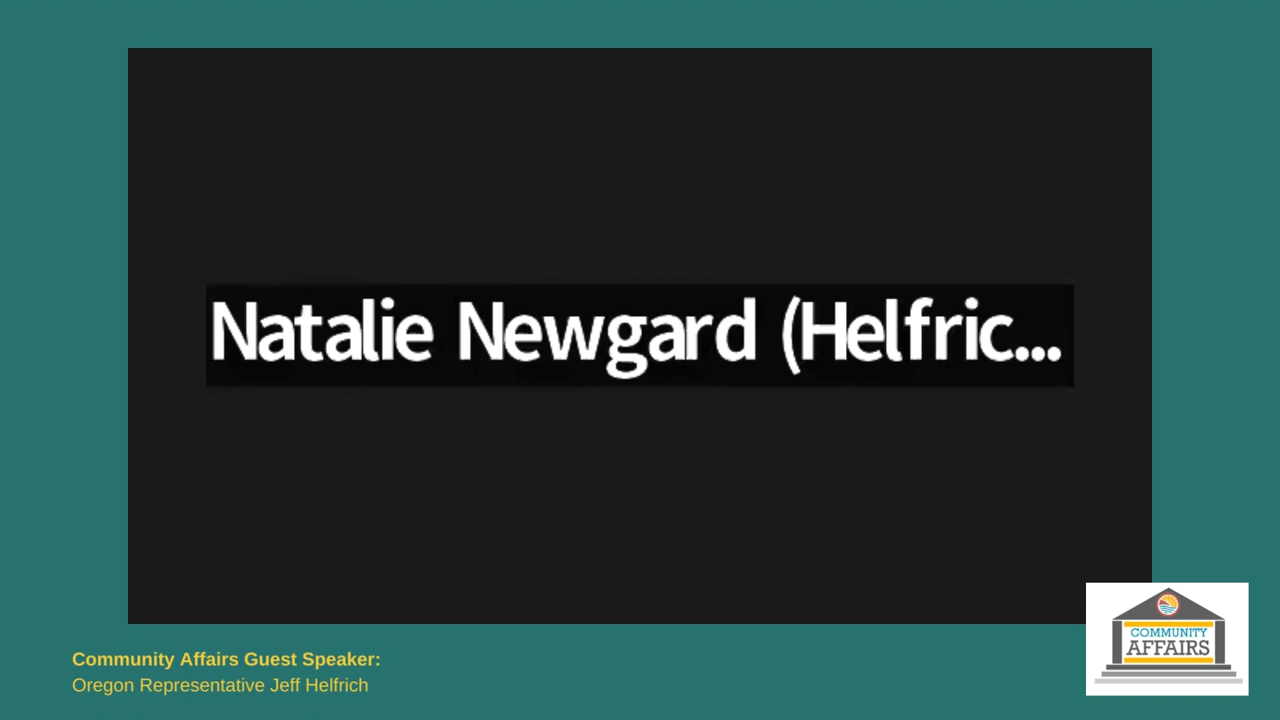 Natalie Newgard (Helfric...
Community Affairs Guest Speaker:
Oregon Representative Jeff Helfrich
COMMUNITY
AFFAIRS